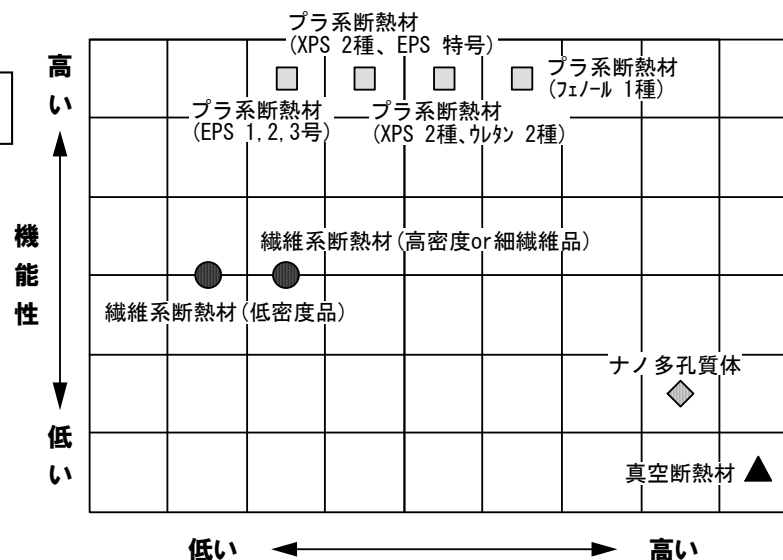 プラ系断熱材
(XPS 2種、EPS 特号)
プラ系断熱材
(フェノール 1種)
プラ系断熱材
(EPS 1,2,3号)
プラ系断熱材
(XPS 2種、ウレタン 2種)
高い
機能性
低い
繊維系断熱材(高密度or細繊維品)
繊維系断熱材(低密度品)
ナノ多孔質体
真空断熱材
低い
高い